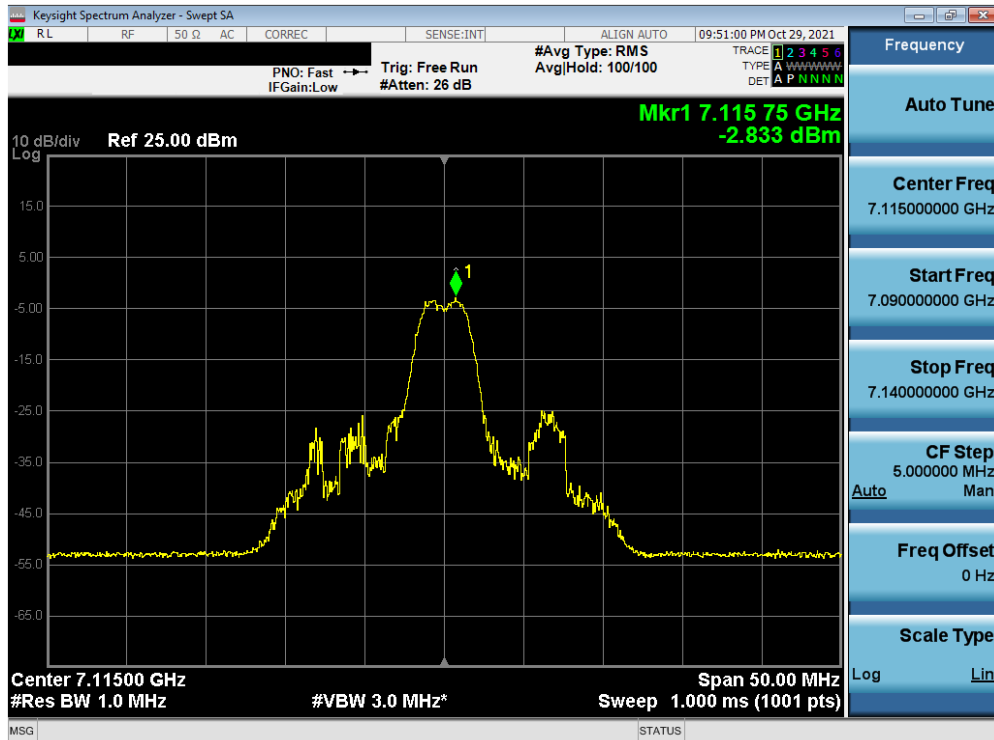 Keysight Spectrum Analyzer - Swept SA
LXI RL RF 50 Ω AC CORREC SENSE:INT ALIGN AUTO 09:51:00 PM Oct 29, 2021
PNO: Fast
IFGain:Low
Trig: Free Run
#Atten: 26 dB
#Avg Type: RMS
Avg|Hold: 100/100
TRACE 1 2 3 4 5 6
TYPE A WWWWW
DET A P N N N N
Mkr1 7.115 75 GHz
-2.833 dBm
10 dB/div Ref 25.00 dBm
Log
15.0
5.00
-5.00
-15.0
-25.0
-35.0
-45.0
-55.0
-65.0
1
Center 7.11500 GHz Span 50.00 MHz
#Res BW 1.0 MHz #VBW 3.0 MHz* Sweep 1.000 ms (1001 pts)
MSG STATUS
Frequency
Auto Tune
Center Freq
7.115000000 GHz
Start Freq
7.090000000 GHz
Stop Freq
7.140000000 GHz
CF Step
5.000000 MHz
Auto Man
Freq Offset
0 Hz
Scale Type
Log Lin